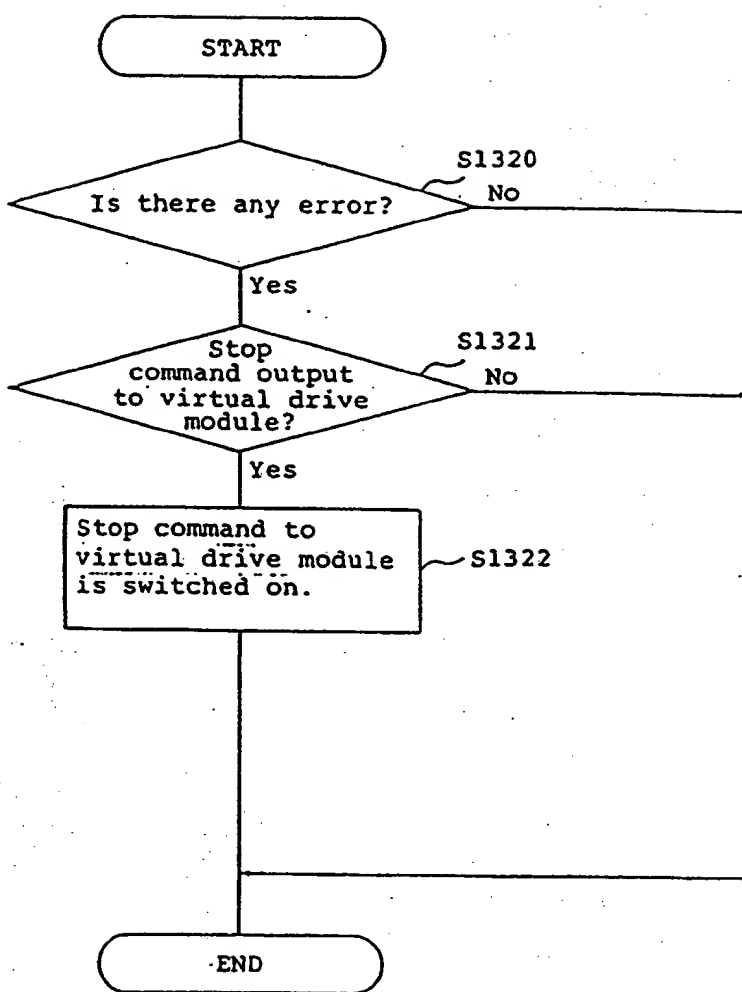 START
S1320
Is there any error?
No
Yes
S1321
Stop
command output
to virtual drive
module?
No
Yes
Stop command to
virtual drive module
is switched on.
S1322
END